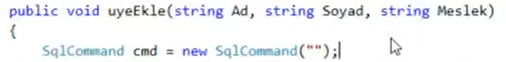 public void uyeEkle(string Ad, string Soyad, string Meslek)
{
SqlCommand cmd = new SqlCommand("");